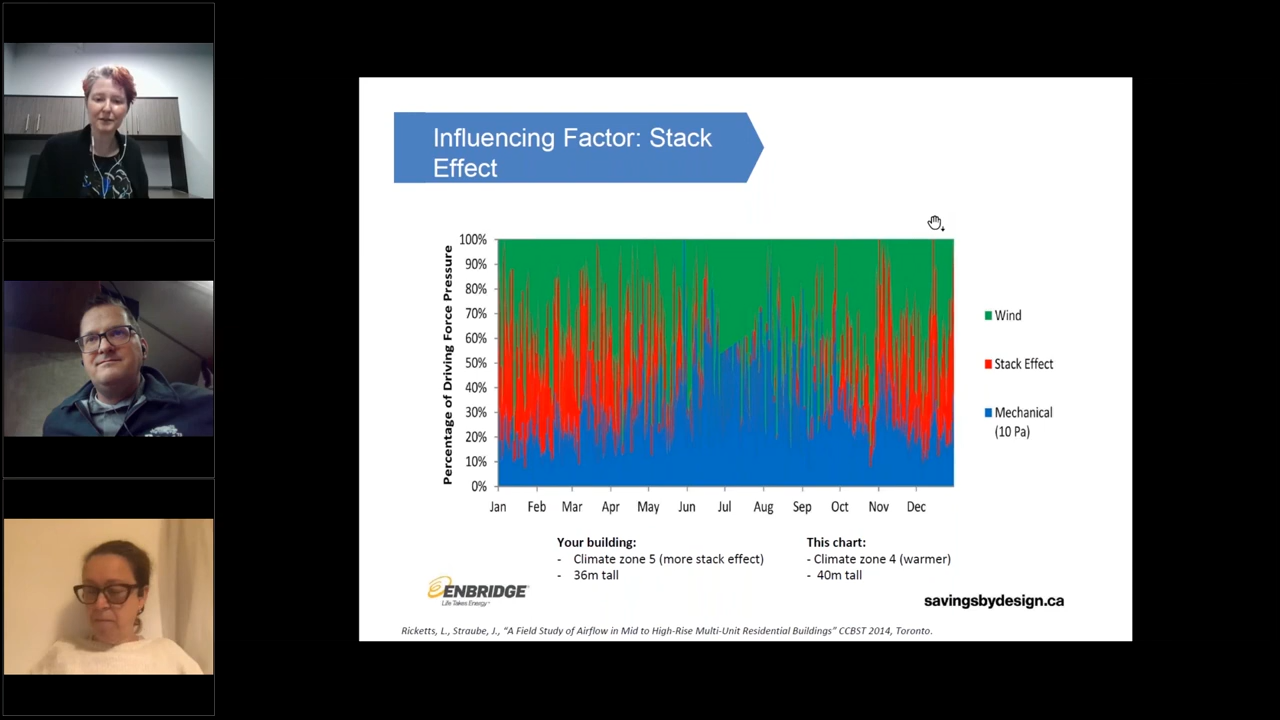 Influencing Factor: Stack
Effect
Percentage of Driving Force Pressure
100%
90%
80%
70%
60%
50%
40%
30%
20%
10%
0%
Jan Feb Mar Apr May Jun Jul Aug Sep Oct Nov Dec
Wind
Stack Effect
Mechanical
(10 Pa)
Your building:
- Climate zone 5 (more stack effect)
- 36m tall
This chart:
- Climate zone 4 (warmer)
- 40m tall
ENBRIDGE
Life Takes Energy™
savingsbydesign.ca
Ricketts, L., Straube, J., “A Field Study of Airflow in Mid to High-Rise Multi-Unit Residential Buildings” CCBST 2014, Toronto.